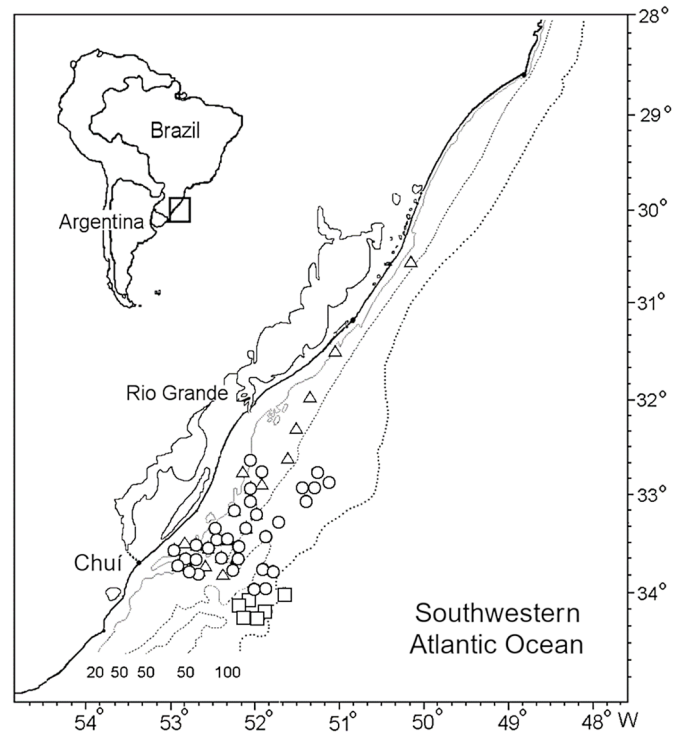 28°
29°
Brazil
30°
Argentina
31°
Rio Grande
32°
33°
Chuí
34°
Southwestern
Atlantic Ocean
20 50 50 50 100
54° 53° 52° 51° 50° 49° 48° W